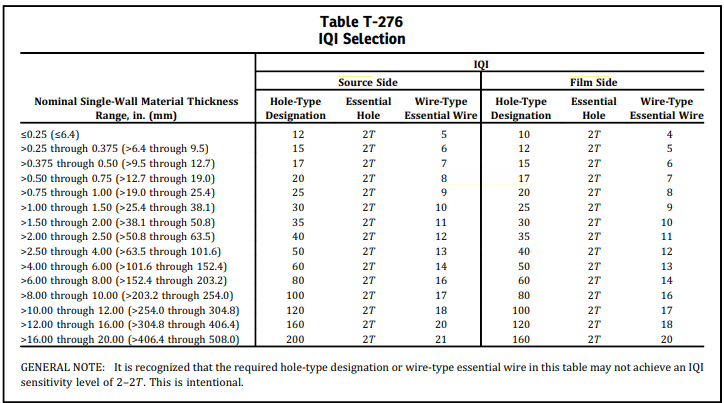 Table T-276
IQI Selection
IQI
Source Side Film Side
Nominal Single-Wall Material Thickness Hole-Type Essential Wire-Type Hole-Type Essential Wire-Type
Range, in. (mm) Designation Hole Essential Wire Designation Hole Essential Wire
≤0.25 (≤6.4) 12 2T 5 10 2T 4
>0.25 through 0.375 (>6.4 through 9.5) 15 2T 6 12 2T 5
>0.375 through 0.50 (>9.5 through 12.7) 17 2T 7 15 2T 6
>0.50 through 0.75 (>12.7 through 19.0) 20 2T 8 17 2T 7
>0.75 through 1.00 (>19.0 through 25.4) 25 2T 9 20 2T 8
>1.00 through 1.50 (>25.4 through 38.1) 30 2T 10 25 2T 9
>1.50 through 2.00 (>38.1 through 50.8) 35 2T 11 30 2T 10
>2.00 through 2.50 (>50.8 through 63.5) 40 2T 12 35 2T 11
>2.50 through 4.00 (>63.5 through 101.6) 50 2T 13 40 2T 12
>4.00 through 6.00 (>101.6 through 152.4) 60 2T 14 50 2T 13
>6.00 through 8.00 (>152.4 through 203.2) 80 2T 16 60 2T 14
>8.00 through 10.00 (>203.2 through 254.0) 100 2T 17 80 2T 16
>10.00 through 12.00 (>254.0 through 304.8) 120 2T 18 100 2T 17
>12.00 through 16.00 (>304.8 through 406.4) 160 2T 20 120 2T 18
>16.00 through 20.00 (>406.4 through 508.0) 200 2T 21 160 2T 20
GENERAL NOTE: It is recognized that the required hole-type designation or wire-type essential wire in this table may not achieve an IQI
sensitivity level of 2–2T. This is intentional.